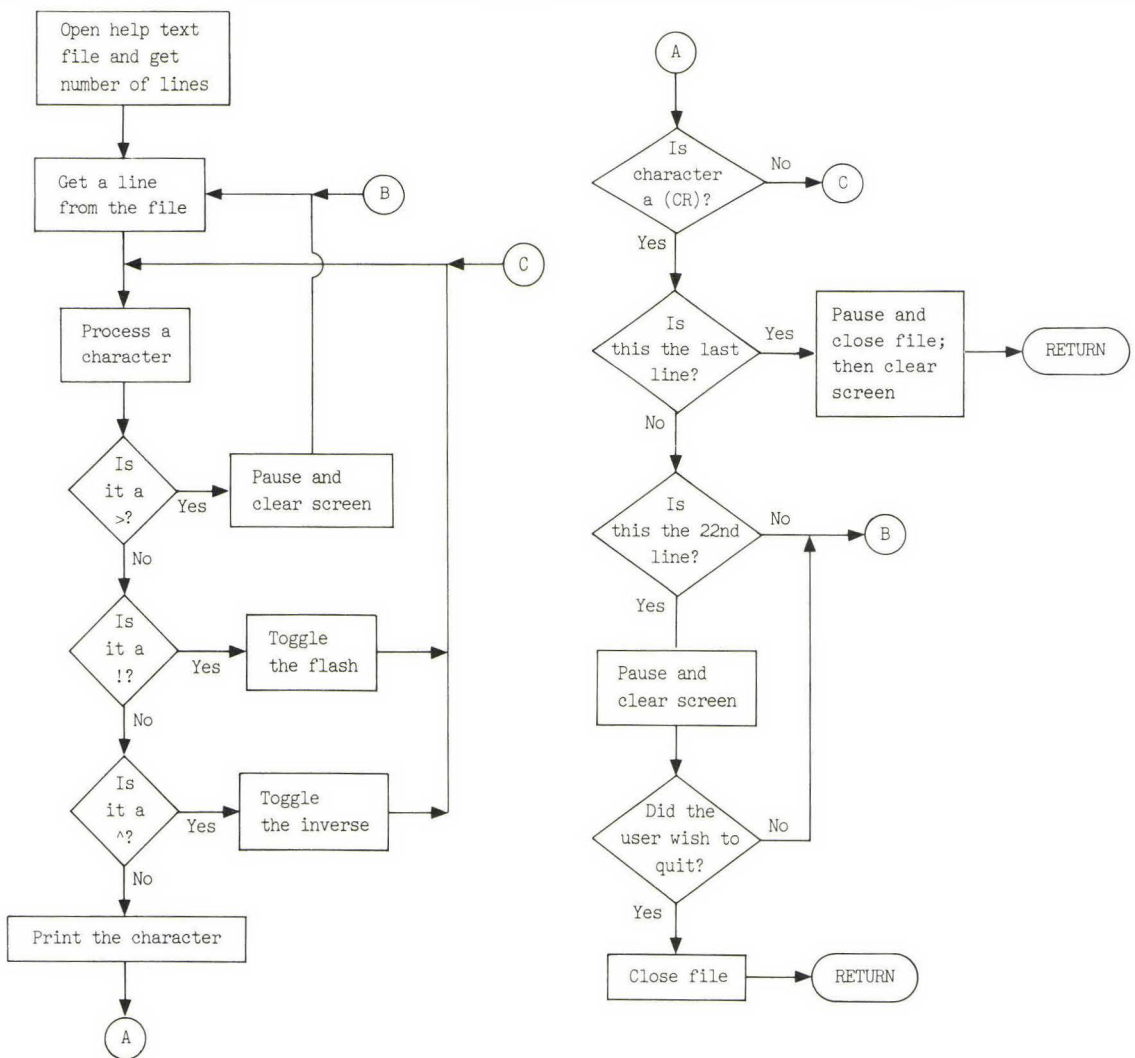 Open help text
file and get
number of lines
Get a line
from the file
B
C
Process a
character
Is
it a
>?
Yes
Pause and
clear screen
No
Is
it a
!?
Yes
Toggle
the flash
No
Is
it a
^?
Yes
Toggle
the inverse
No
Print the character
A
A
Is
character
a (CR)?
No
C
Yes
Is
this the last
line?
Yes
Pause and
close file;
then clear
screen
RETURN
No
Is
this the 22nd
line?
No
B
Yes
Pause and
clear screen
Did the
user wish to
quit?
No
Yes
Close file
RETURN